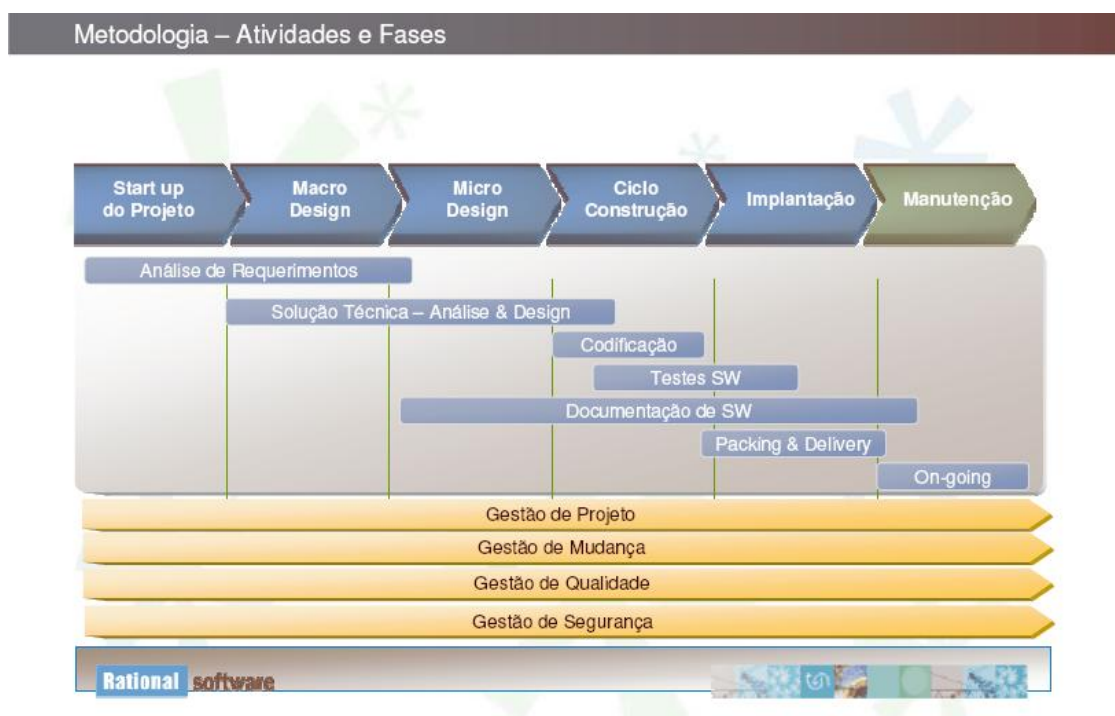 Metodologia – Atividades e Fases
Start up
do Projeto
Macro
Design
Micro
Design
Ciclo
Construção
Implantação
Manutenção
Análise de Requerimentos
Solução Técnica – Análise & Design
Codificação
Testes SW
Documentação de SW
Packing & Delivery
On-going
Gestão de Projeto
Gestão de Mudança
Gestão de Qualidade
Gestão de Segurança
Rational software